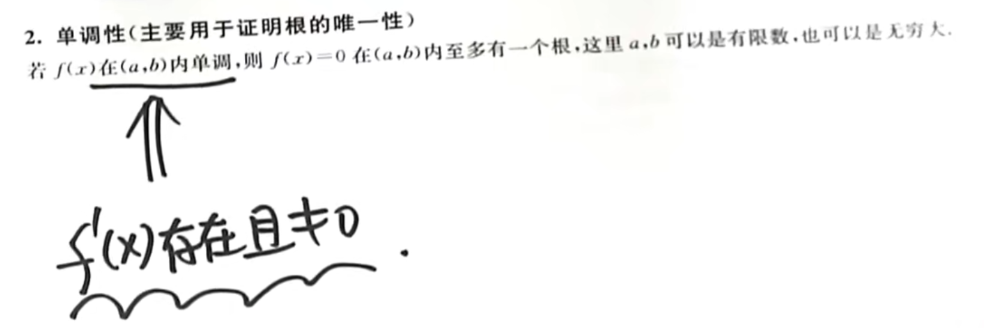 2. 单调性(主要用于证明根的唯一性)
若 f(x)在(a,b)内单调,则 f(x)=0 在(a,b)内至多有一个根,这里 a,b 可以是有限数,也可以是无穷大.
⇑
f'(x)存在且≠0.